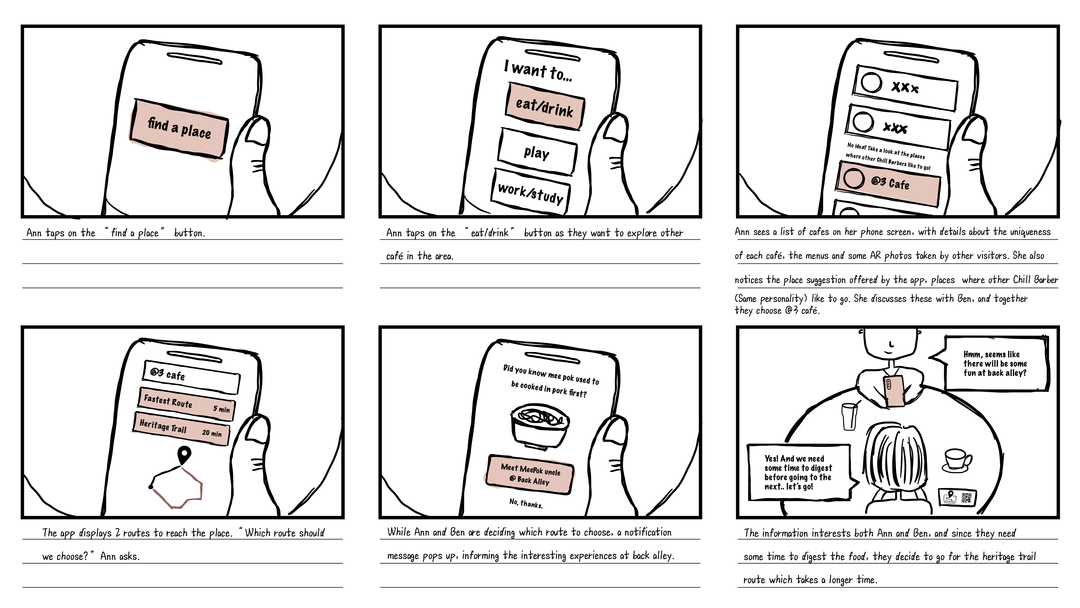 find a place
Ann taps on the "find a place" button.
I want to...
eat/drink
play
work/study
Ann taps on the "eat/drink" button as they want to explore other
café in the area.
xxx
xxx
No idea? Take a look at the places
where other Chill Barbers like to go!
@3 Cafe
Ann sees a list of cafes on her phone screen, with details about the uniqueness
of each café, the menus and some AR photos taken by other visitors. She also
notices the place suggestion offered by the app, places where other Chill Barber
(Same personality) like to go. She discusses these with Ben, and together
they choose @3 café.
@3 cafe
Fastest Route 5 min
Heritage Trail 20 min
The app displays 2 routes to reach the place. "Which route should
we choose?" Ann asks.
Did you know mee pok used to
be cooked in pork first?
Meet MeePok uncle
@ Back Alley
No, thanks.
While Ann and Ben are deciding which route to choose, a notification
message pops up, informing the interesting experiences at back alley.
Hmm, seems like
there will be some
fun at back alley?
Yes! And we need
some time to digest
before going to the
next.. let's go!
The information interests both Ann and Ben, and since they need
some time to digest the food, they decide to go for the heritage trail
route which takes a longer time.